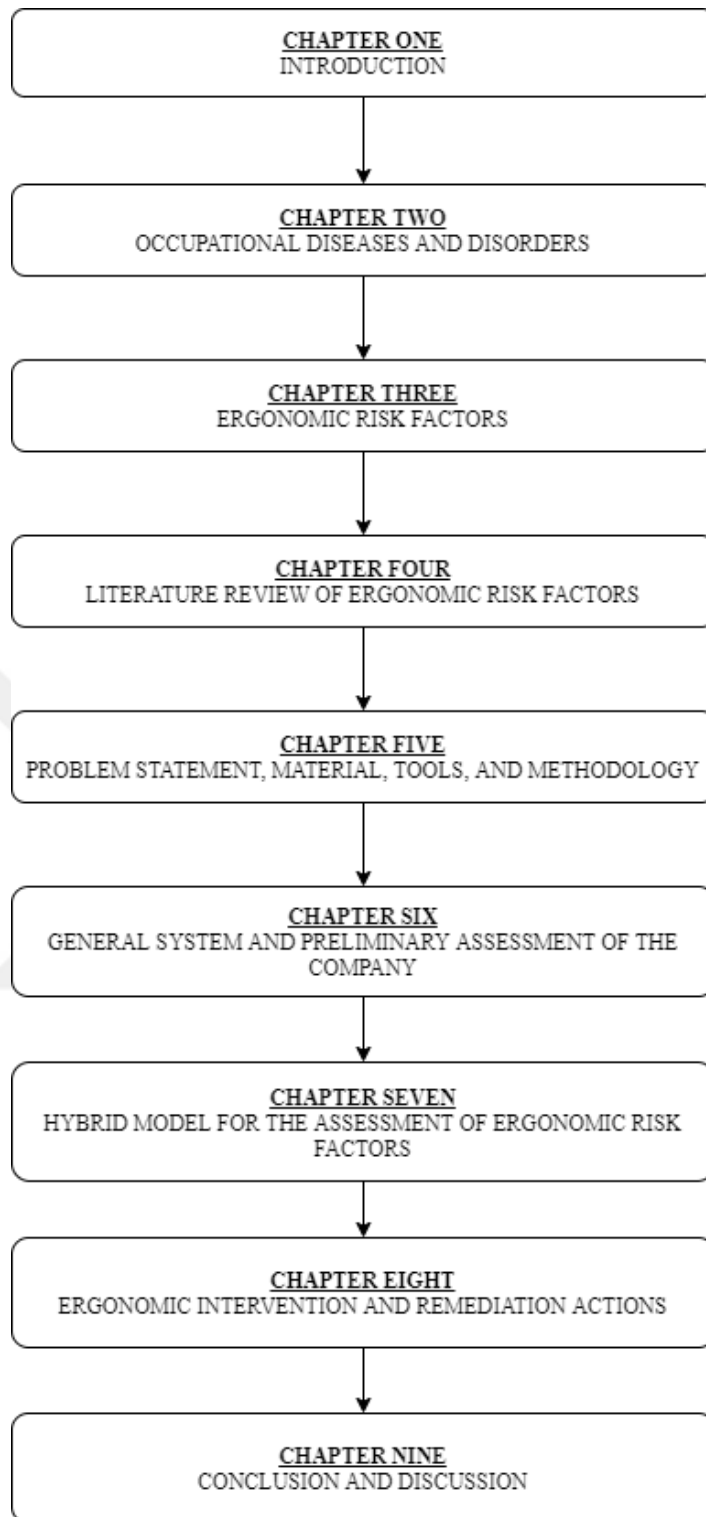 CHAPTER ONE
INTRODUCTION
CHAPTER TWO
OCCUPATIONAL DISEASES AND DISORDERS
CHAPTER THREE
ERGONOMIC RISK FACTORS
CHAPTER FOUR
LITERATURE REVIEW OF ERGONOMIC RISK FACTORS
CHAPTER FIVE
PROBLEM STATEMENT, MATERIAL, TOOLS, AND METHODOLOGY
CHAPTER SIX
GENERAL SYSTEM AND PRELIMINARY ASSESSMENT OF THE
COMPANY
CHAPTER SEVEN
HYBRID MODEL FOR THE ASSESSMENT OF ERGONOMIC RISK
FACTORS
CHAPTER EIGHT
ERGONOMIC INTERVENTION AND REMEDIATION ACTIONS
CHAPTER NINE
CONCLUSION AND DISCUSSION